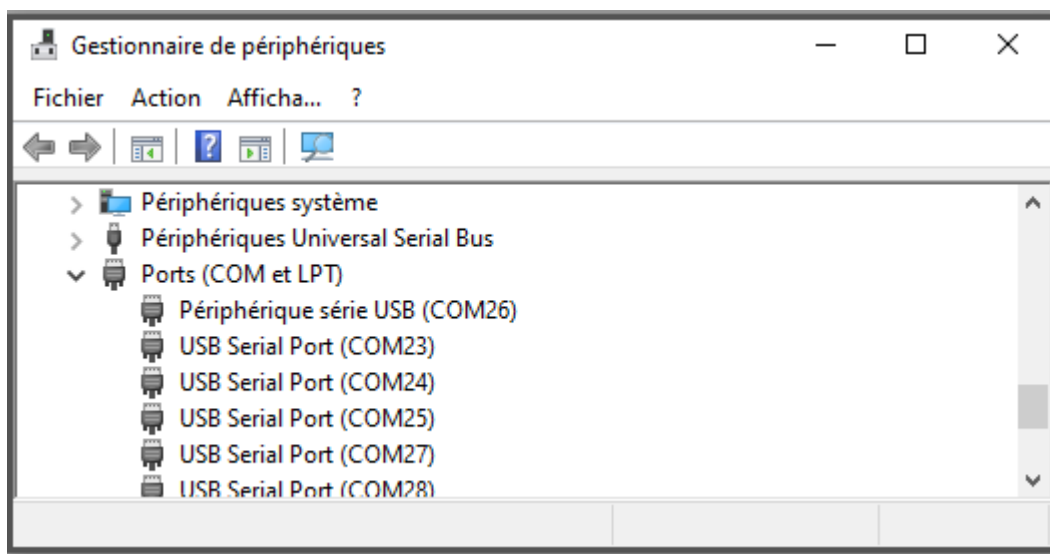 Gestionnaire de périphériques
Fichier Action Afficha... ?
Périphériques système
Périphériques Universal Serial Bus
Ports (COM et LPT)
Périphérique série USB (COM26)
USB Serial Port (COM23)
USB Serial Port (COM24)
USB Serial Port (COM25)
USB Serial Port (COM27)
USB Serial Port (COM28)